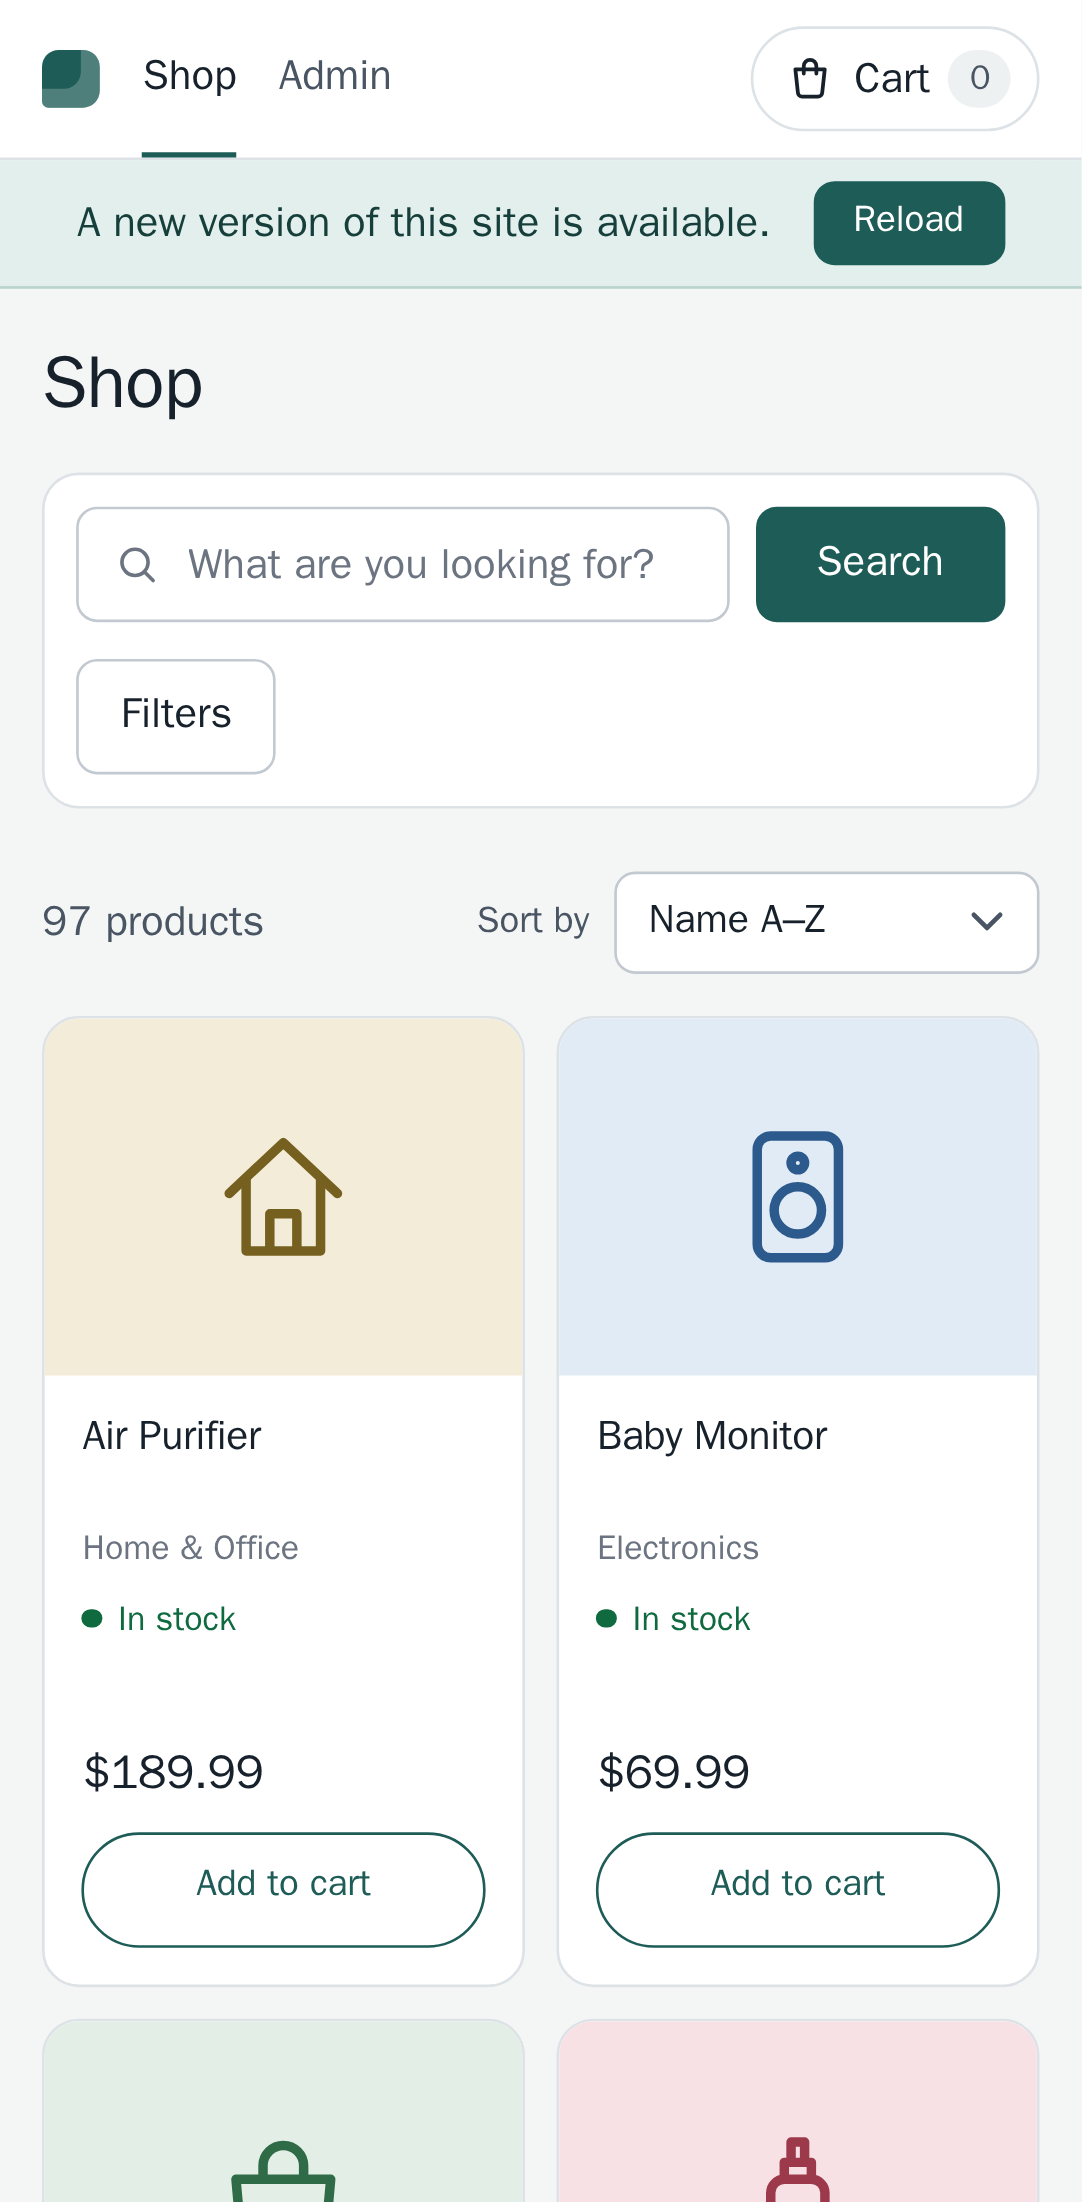 Shop Admin Cart 0
A new version of this site is available. Reload
Shop
What are you looking for? Search
Filters
97 products Sort by Name A–Z
Air Purifier
Home & Office
In stock
$189.99
Add to cart
Baby Monitor
Electronics
In stock
$69.99
Add to cart